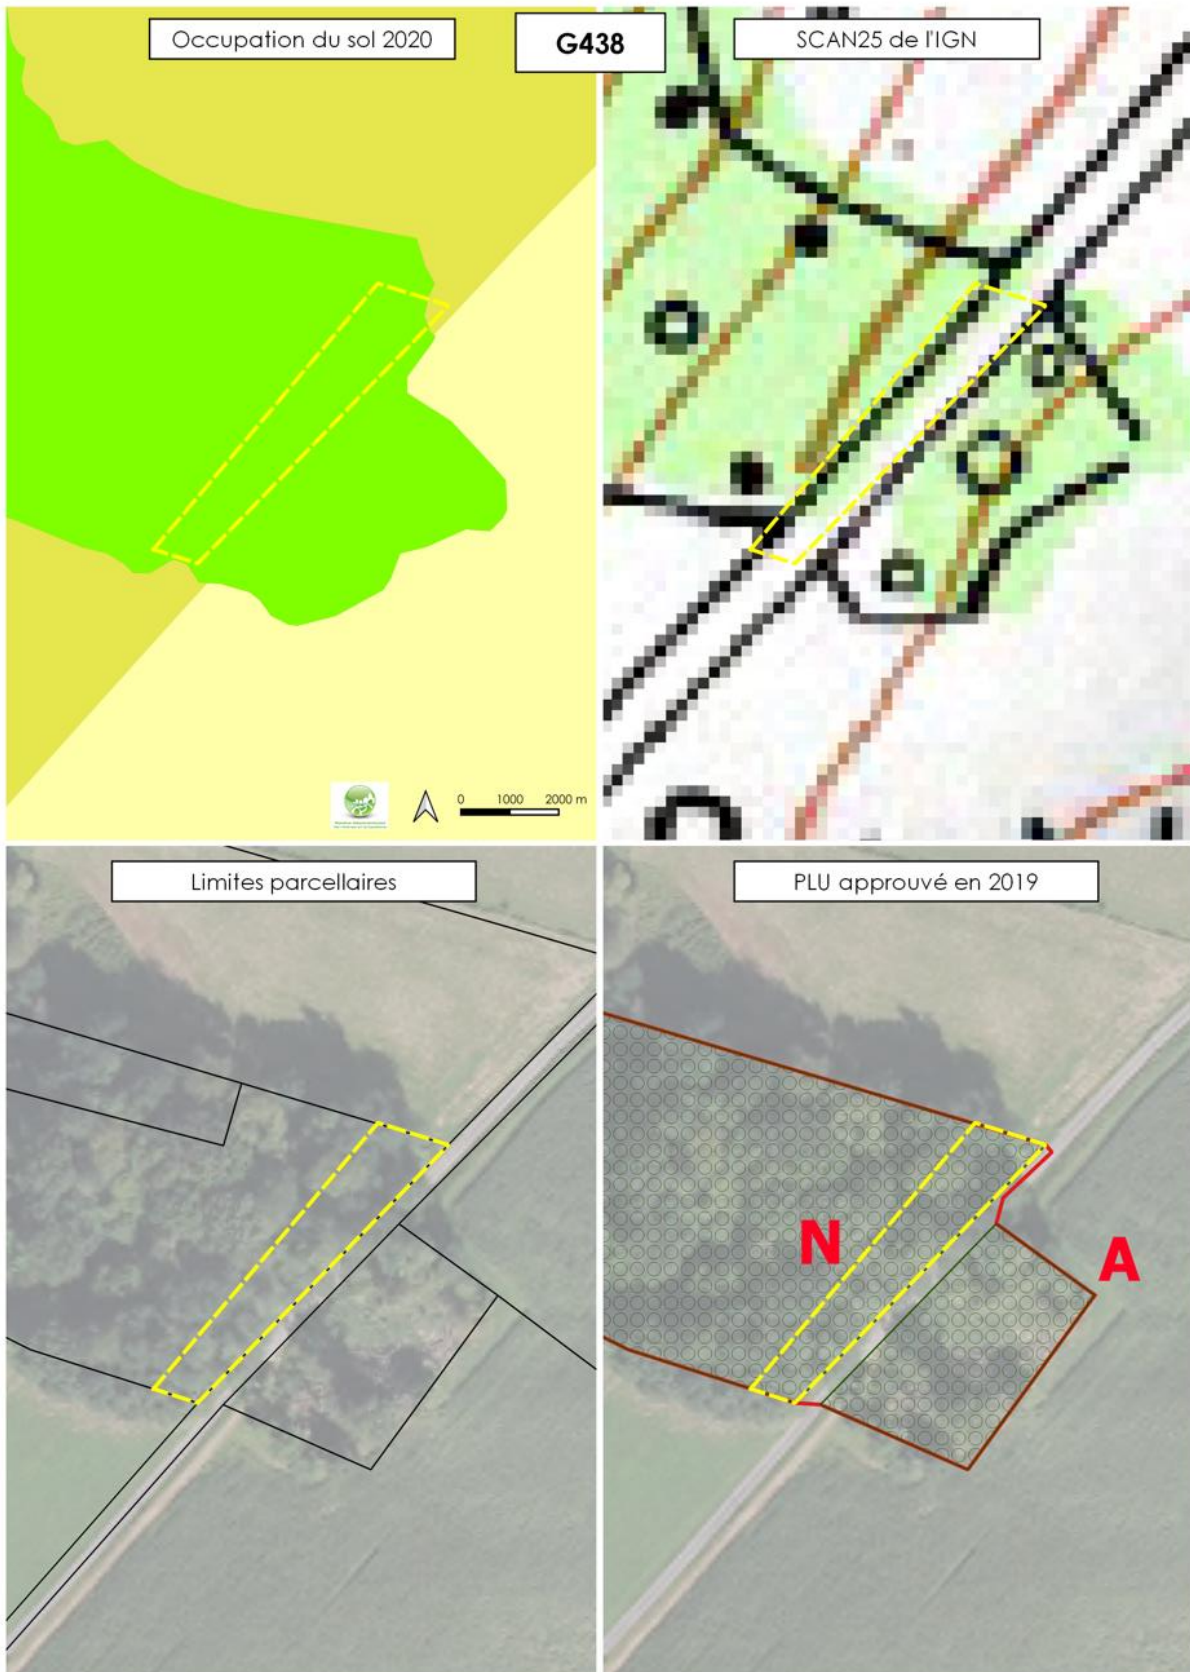 Occupation du sol 2020
G438
SCAN25 de l'IGN
0 1000 2000 m
Limites parcellaires
PLU approuvé en 2019
N
A